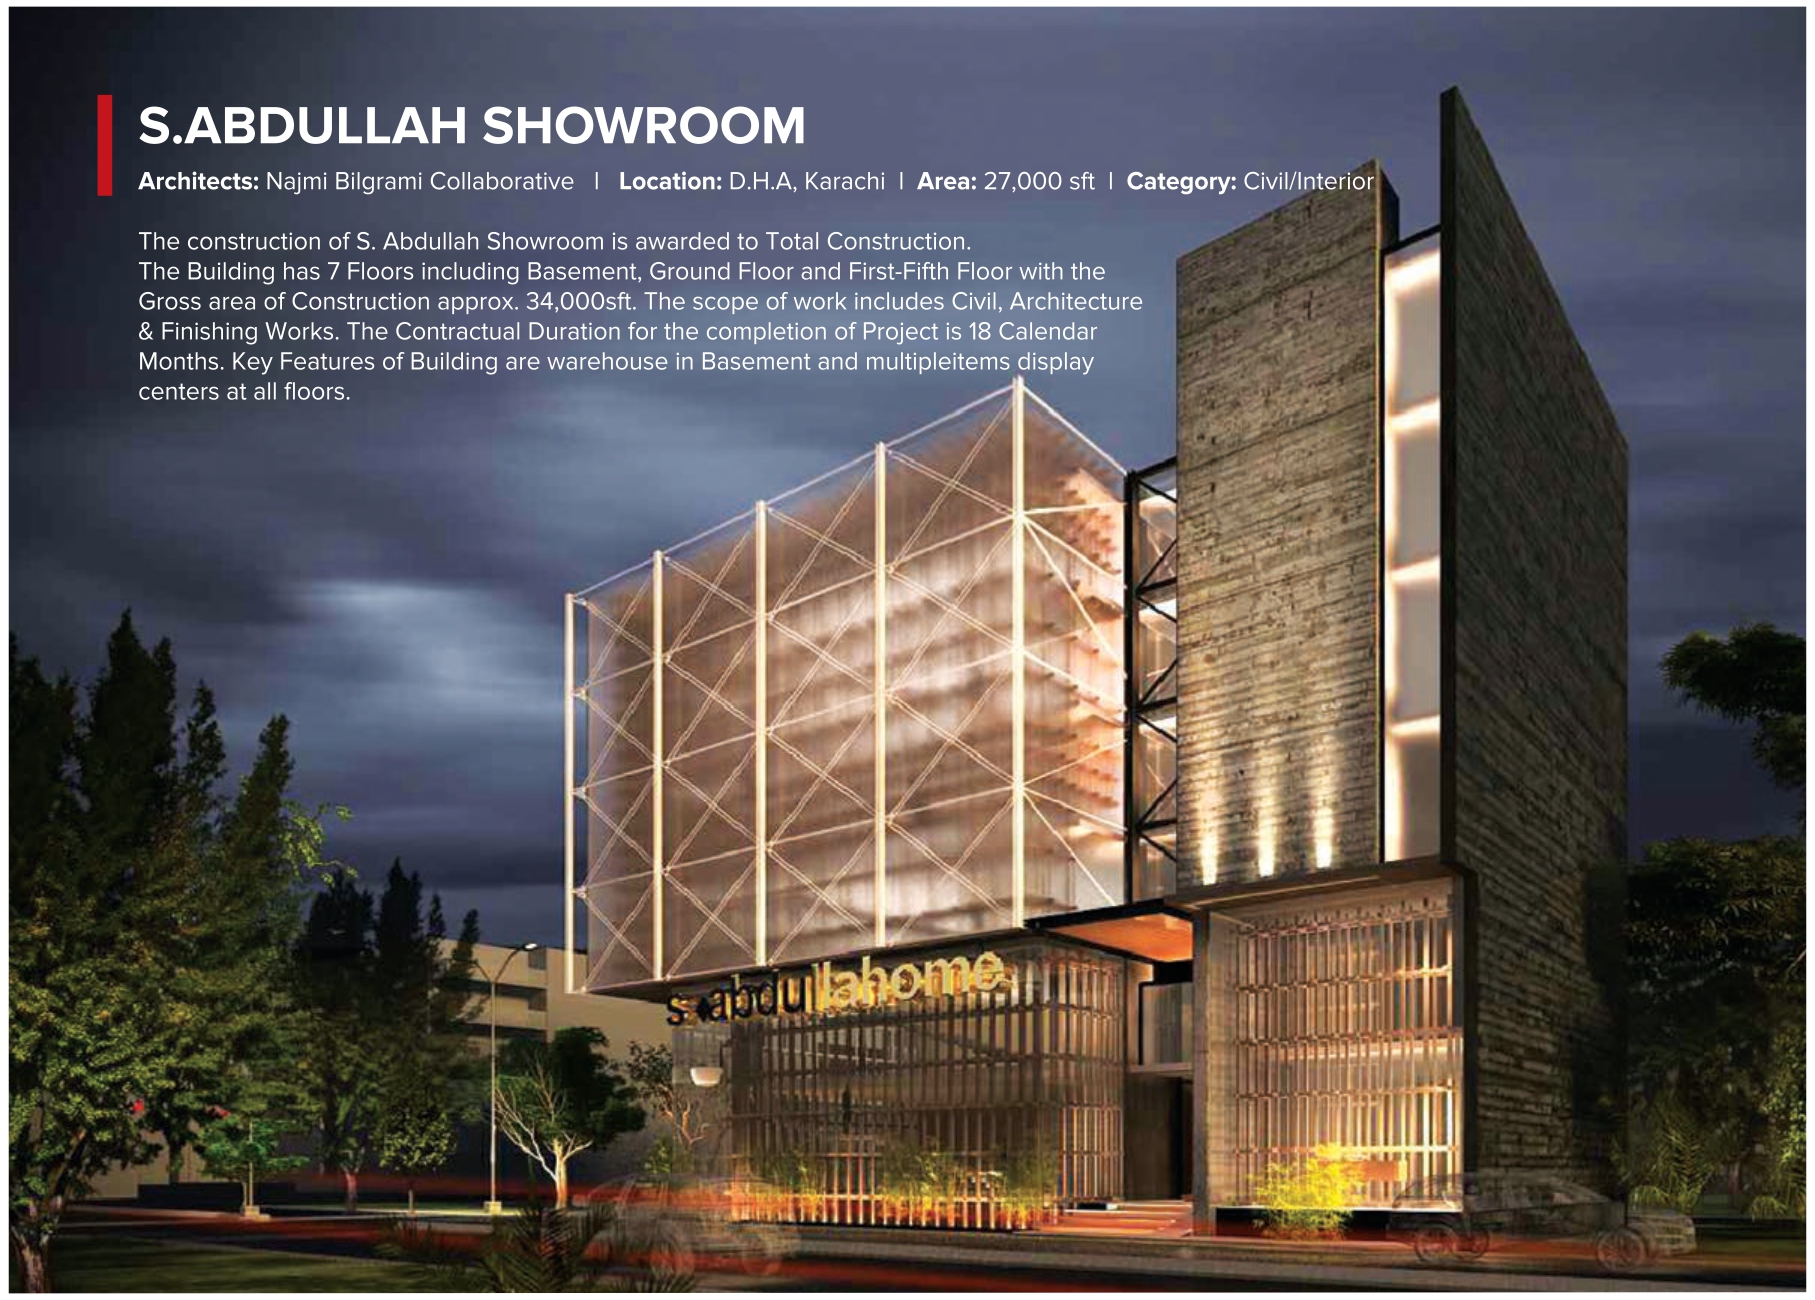 S.ABDULLAH SHOWROOM
Architects: Najmi Bilgrami Collaborative | Location: D.H.A, Karachi | Area: 27,000 sft | Category: Civil/Interior
The construction of S. Abdullah Showroom is awarded to Total Construction.
The Building has 7 Floors including Basement, Ground Floor and First-Fifth Floor with the
Gross area of Construction approx. 34,000sft. The scope of work includes Civil, Architecture
& Finishing Works. The Contractual Duration for the completion of Project is 18 Calendar
Months. Key Features of Building are warehouse in Basement and multipleitems display
centers at all floors.
s♦abdullahome